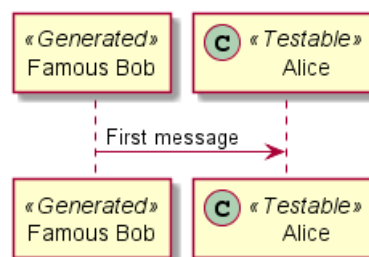 «Generated» C «Testable»
Famous Bob Alice
First message
«Generated» C «Testable»
Famous Bob Alice